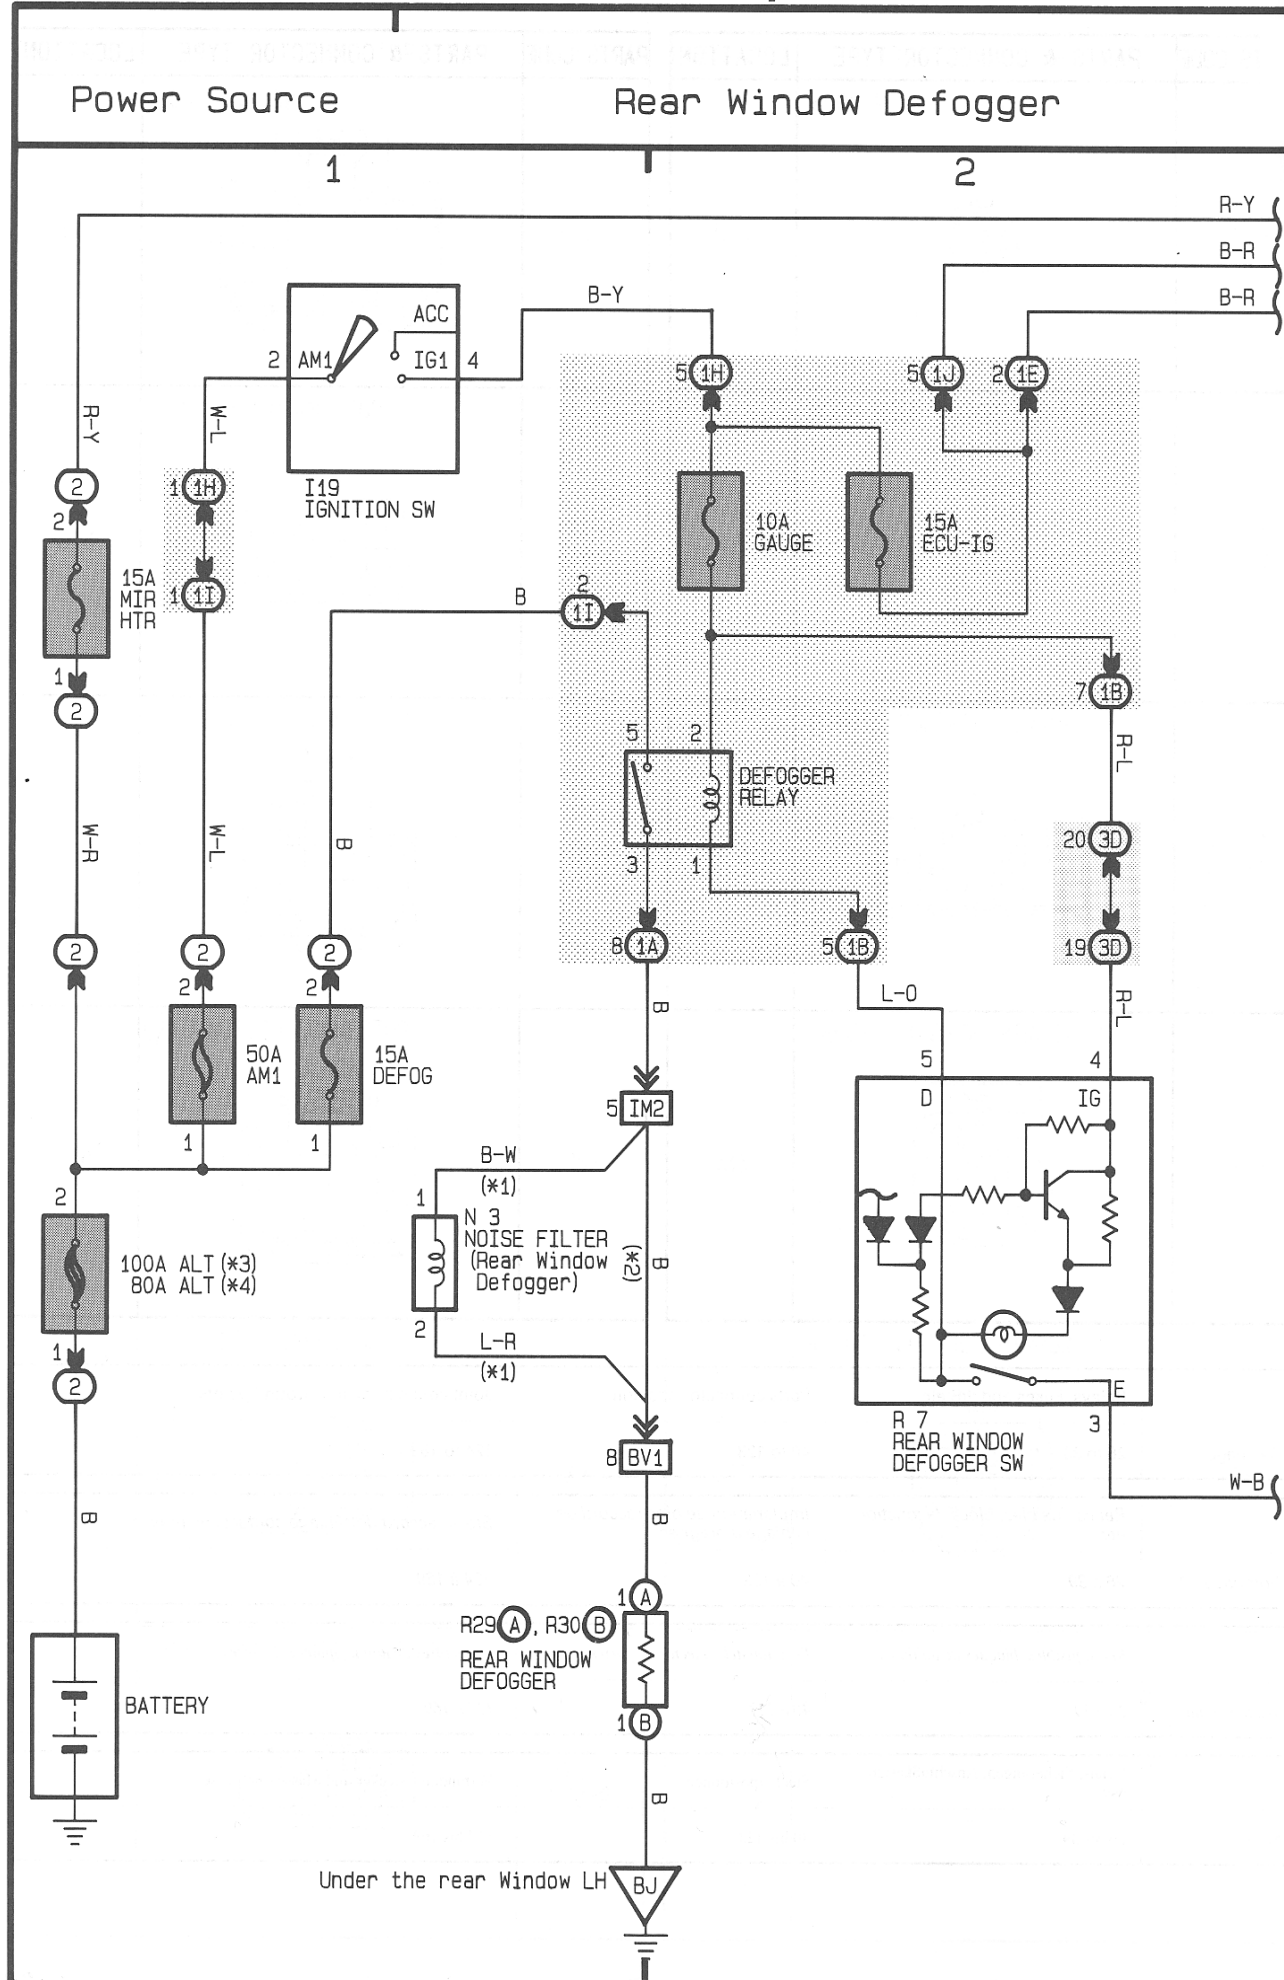 Power Source
Rear Window Defogger
1
2
R-Y
B-R
B-R
B-Y
ACC
2 AM1
IG1 4
R-Y
W-L
5 1H
5 1J
2 1E
2
1 1H
I19
IGNITION SW
2
10A
GAUGE
15A
ECU-IG
15A
MIR
HTR
1 1I
B
2
1I
1
2
7 1B
R-L
5
2
DEFOGGER
RELAY
W-R
W-L
B
3
1
20 3D
2
2
2
8 1A
5 1B
19 3D
2
2
L-O
R-L
B
50A
AM1
15A
DEFOG
5
4
D
IG
5 IM2
1
1
B-W
(*1)
2
1
N 3
NOISE FILTER
(Rear Window
Defogger)
(*2)
B
100A ALT (*3)
80A ALT (*4)
2
L-R
(*1)
1
2
E
3
R 7
REAR WINDOW
DEFOGGER SW
8 BV1
W-B
B
B
1 A
R29 A, R30 B
REAR WINDOW
DEFOGGER
1 B
BATTERY
B
Under the rear Window LH
BJ